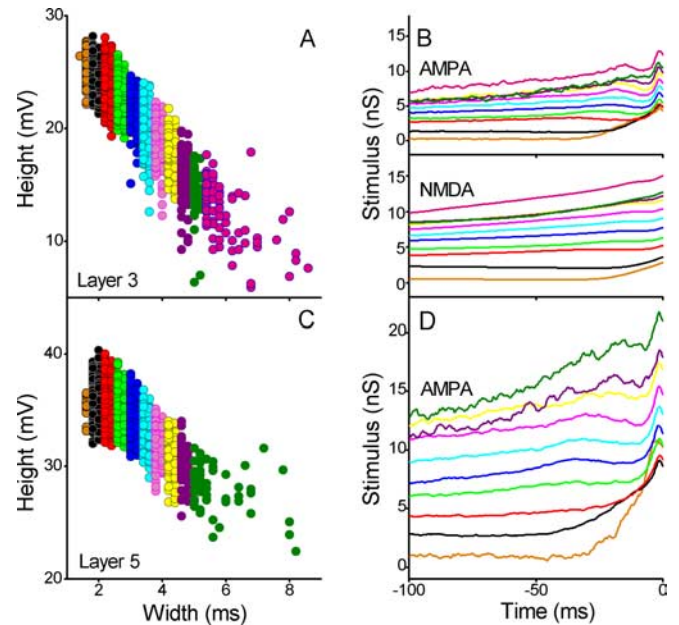 A
Height (mV)
30
20
10
Layer 3
B
AMPA
Stimulus (nS)
15
10
5
0
NMDA
15
10
5
0
C
Height (mV)
40
30
20
Layer 5
2 4 6 8
Width (ms)
D
AMPA
Stimulus (nS)
20
15
10
5
0
-100 -50 0
Time (ms)